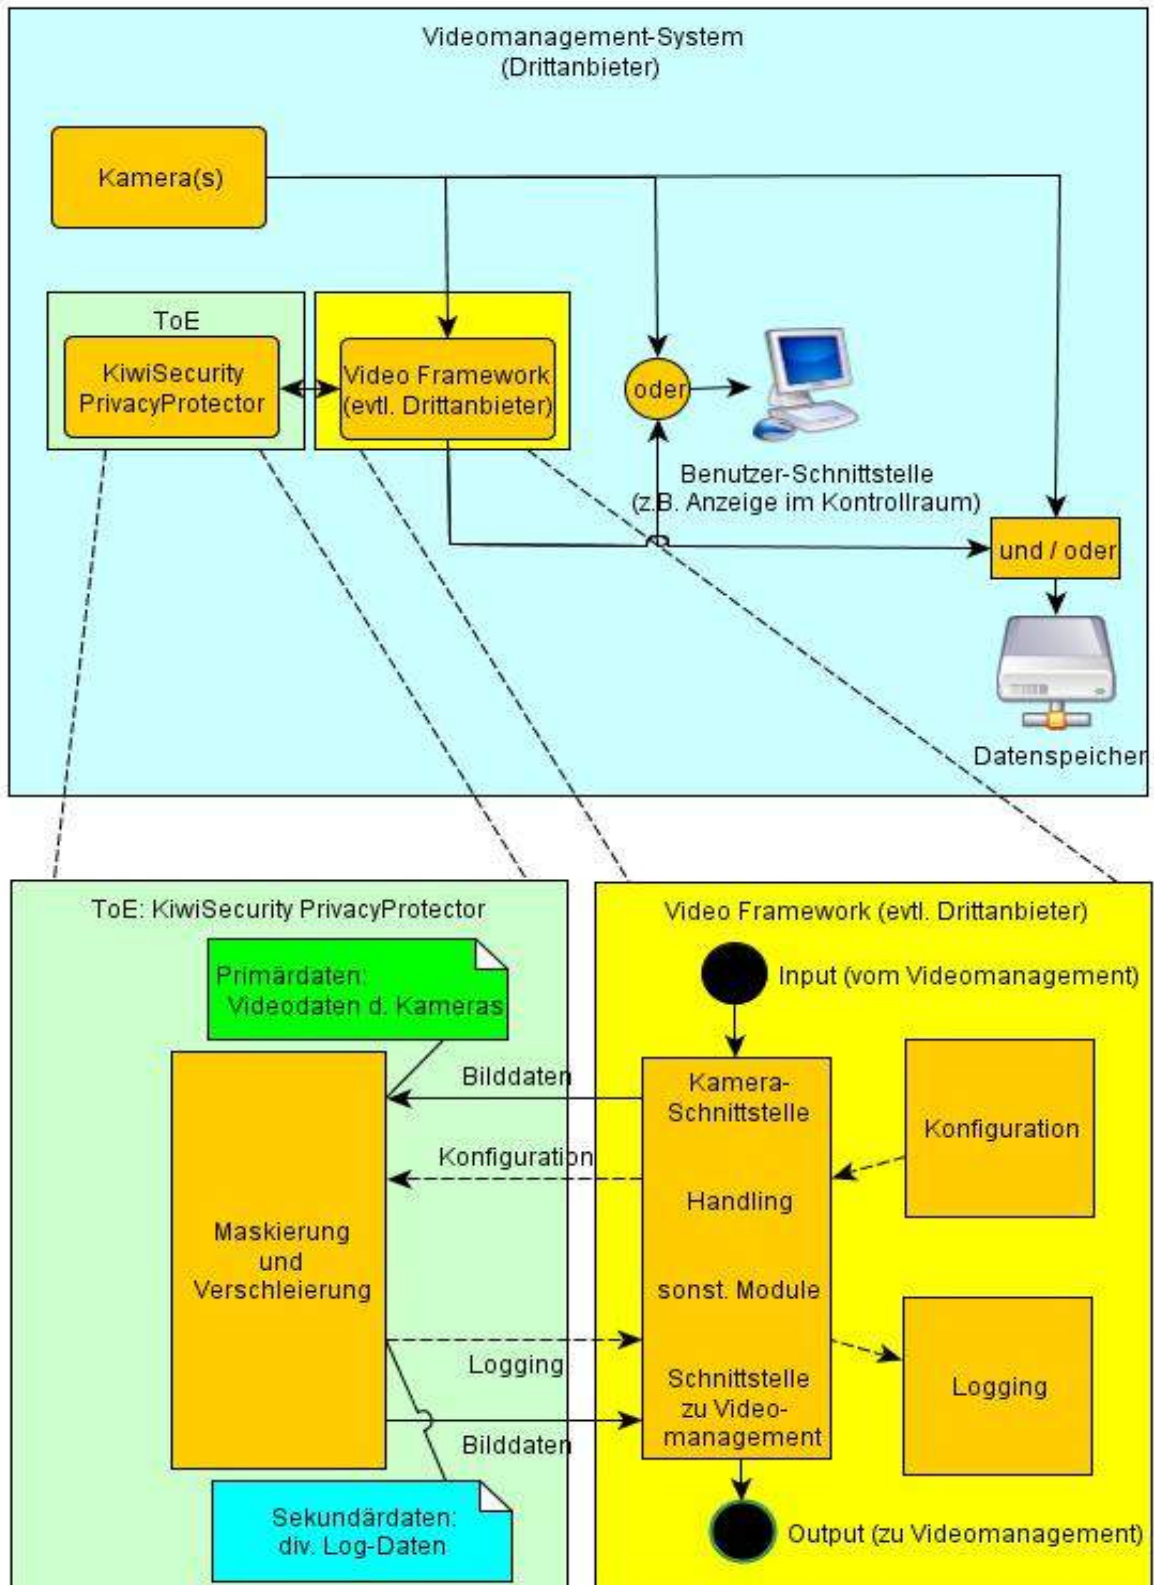 Videomanagement-System
(Drittanbieter)
Kamera(s)
ToE
KiwiSecurity
PrivacyProtector
Video Framework
(evtl. Drittanbieter)
oder
Benutzer-Schnittstelle
(z.B. Anzeige im Kontrollraum)
und / oder
Datenspeicher
ToE: KiwiSecurity PrivacyProtector
Primärdaten:
Videodaten d. Kameras
Maskierung
und
Verschleierung
Sekundärdaten:
div. Log-Daten
Bilddaten
Konfiguration
Logging
Bilddaten
Video Framework (evtl. Drittanbieter)
Input (vom Videomanagement)
Kamera-
Schnittstelle
Handling
sonst. Module
Schnittstelle
zu Video-
management
Konfiguration
Logging
Output (zu Videomanagement)